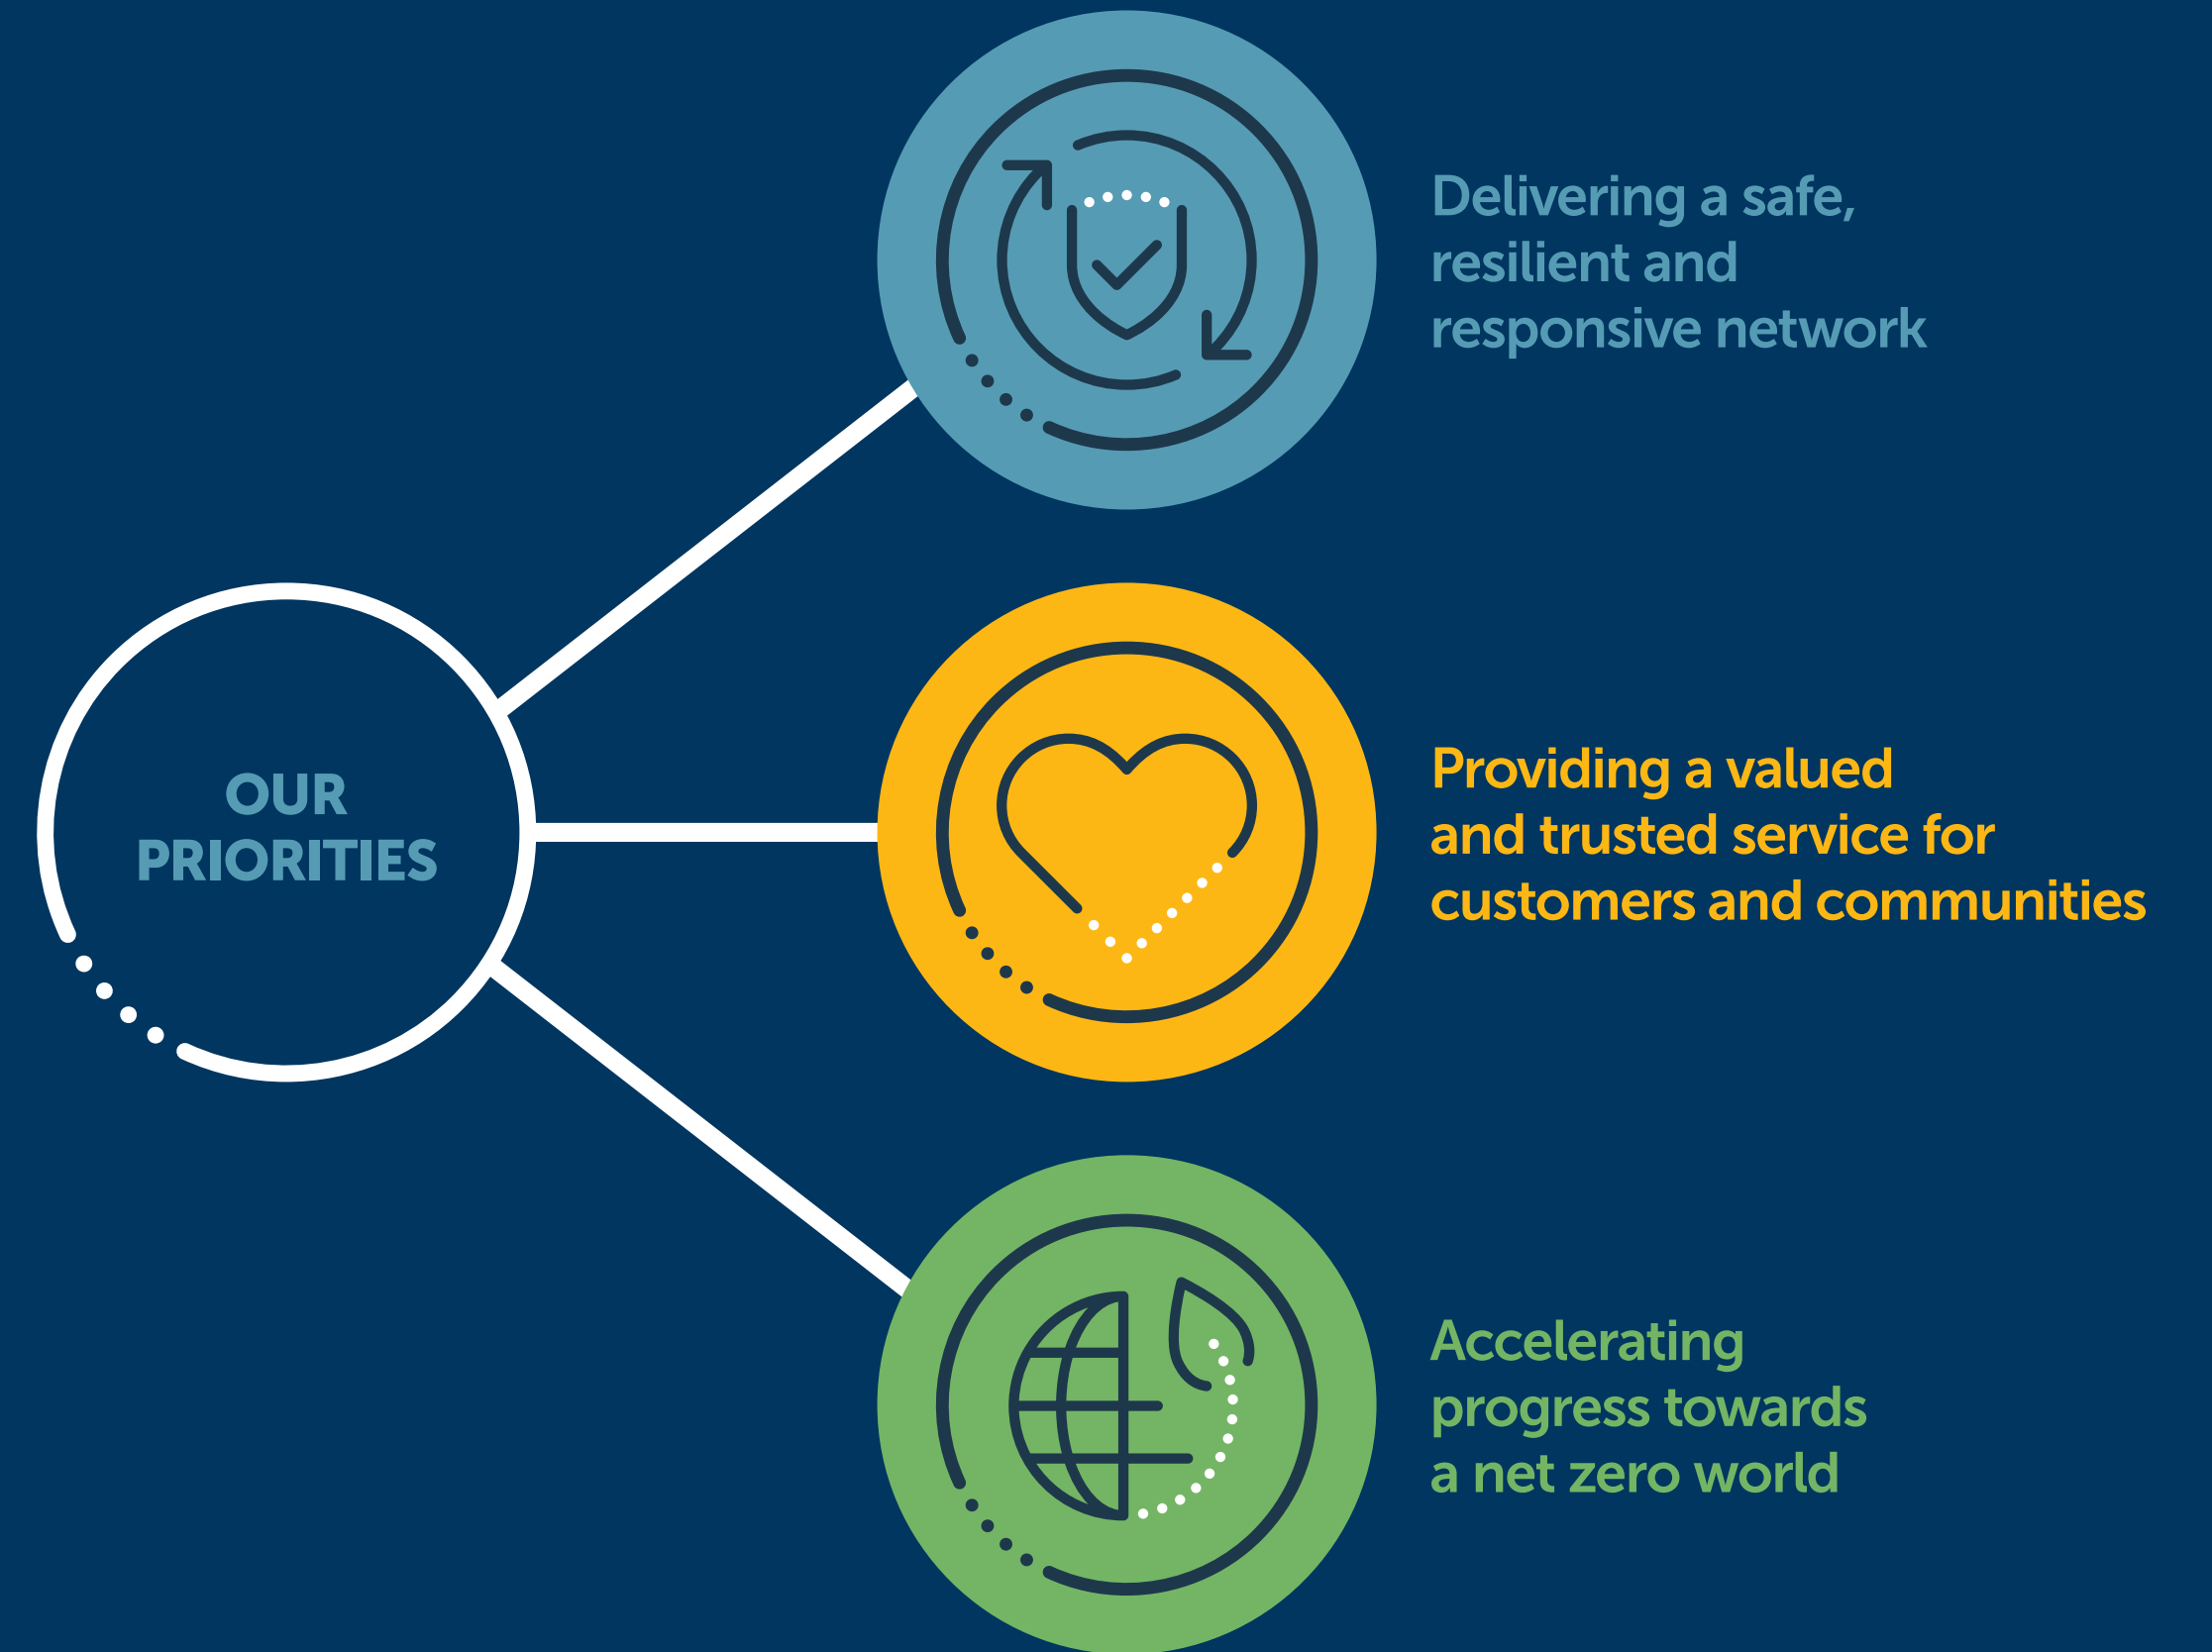 OUR
PRIORITIES
Delivering a safe,
resilient and
responsive network
Providing a valued
and trusted service for
customers and communities
Accelerating
progress towards
a net zero world